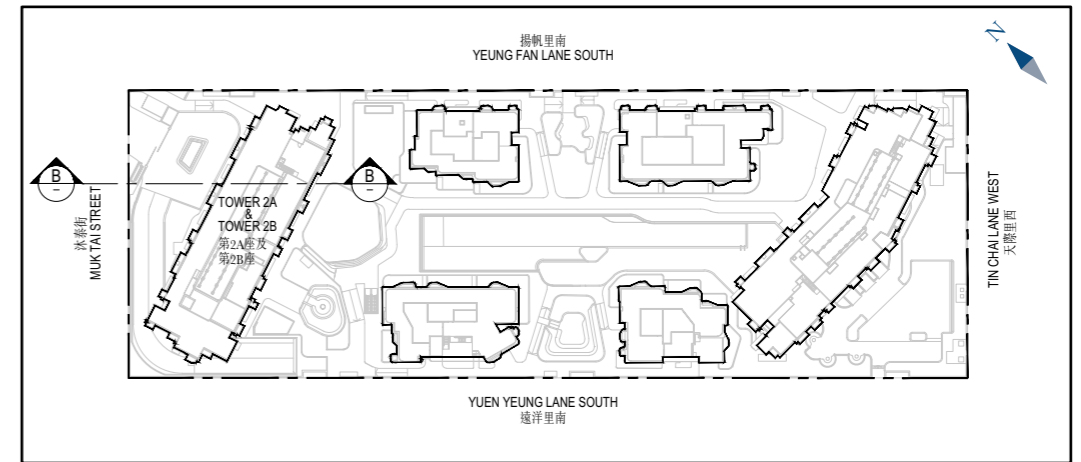 揚帆里南
YEUNG FAN LANE SOUTH
N
B
B
沐泰街
MUK TAI STREET
TOWER 2A
&
TOWER 2B
第2A座及
第2B座
TIN CHAI LANE WEST
天際里西
YUEN YEUNG LANE SOUTH
遠洋里南